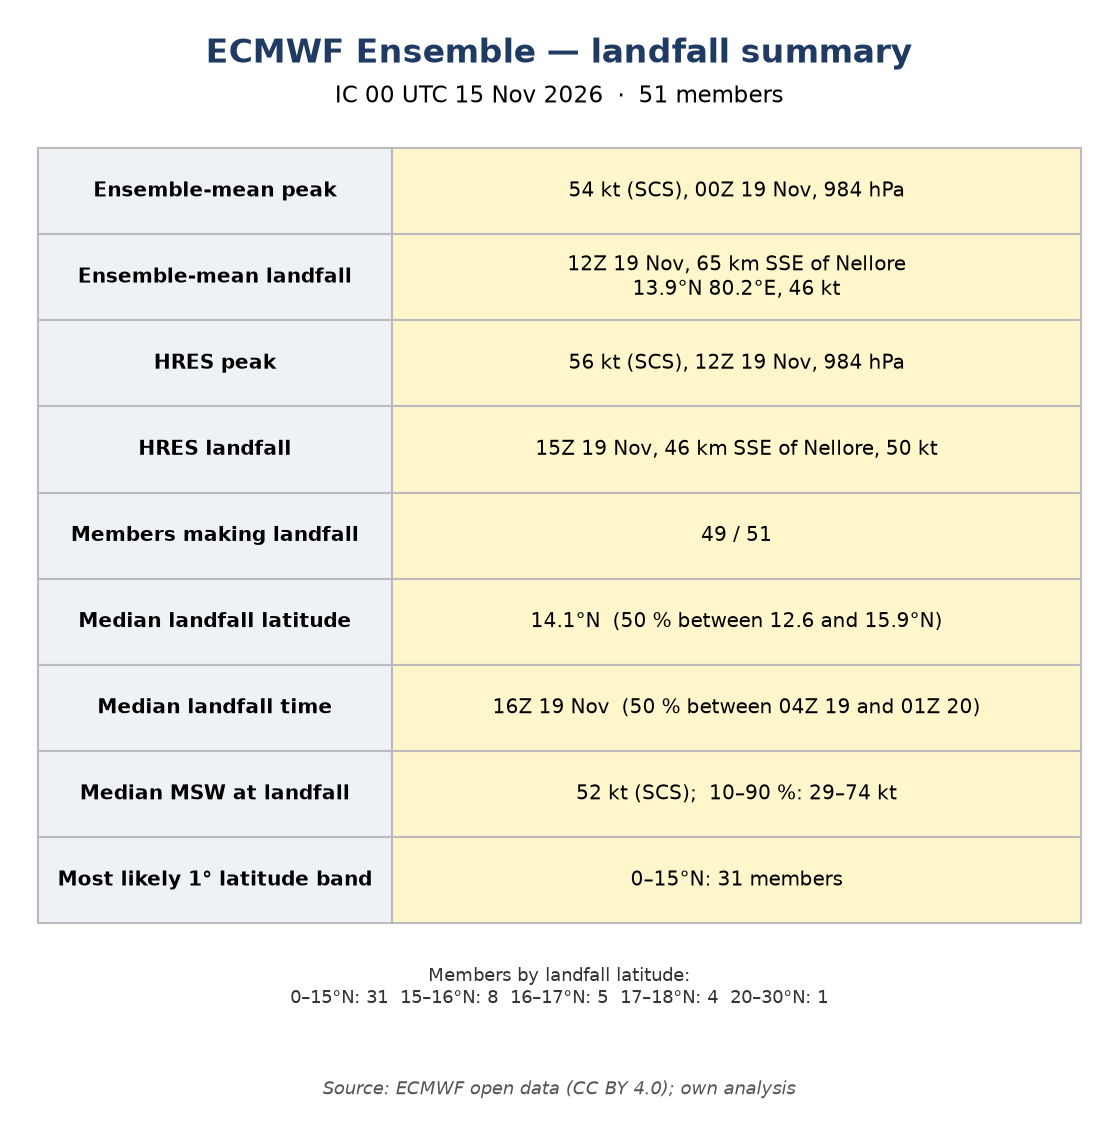 ECMWF Ensemble — landfall summary
IC 00 UTC 15 Nov 2026 · 51 members
Ensemble-mean peak
54 kt (SCS), 00Z 19 Nov, 984 hPa
Ensemble-mean landfall
12Z 19 Nov, 65 km SSE of Nellore
13.9°N 80.2°E, 46 kt
HRES peak
56 kt (SCS), 12Z 19 Nov, 984 hPa
HRES landfall
15Z 19 Nov, 46 km SSE of Nellore, 50 kt
Members making landfall
49 / 51
Median landfall latitude
14.1°N (50 % between 12.6 and 15.9°N)
Median landfall time
16Z 19 Nov (50 % between 04Z 19 and 01Z 20)
Median MSW at landfall
52 kt (SCS); 10–90 %: 29–74 kt
Most likely 1° latitude band
0–15°N: 31 members
Members by landfall latitude:
0–15°N: 31 15–16°N: 8 16–17°N: 5 17–18°N: 4 20–30°N: 1
Source: ECMWF open data (CC BY 4.0); own analysis